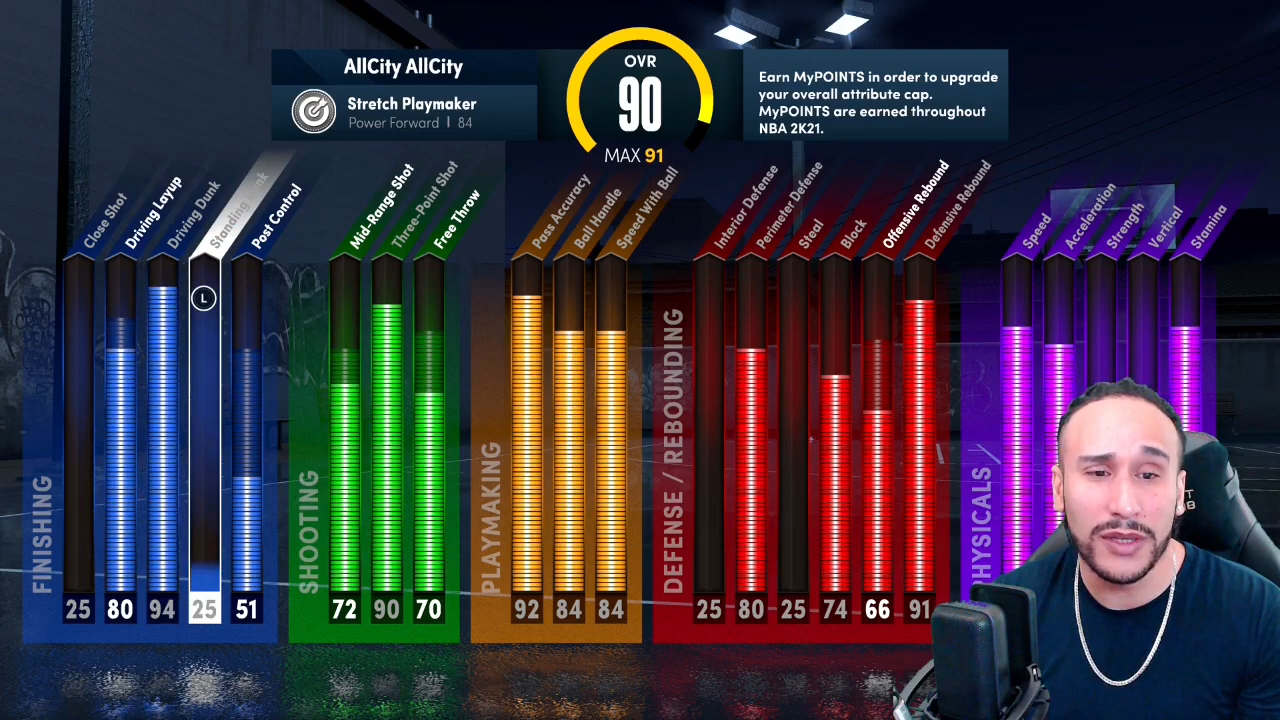 AllCity AllCity
Stretch Playmaker
Power Forward | 84
OVR
90
MAX 91
Earn MyPOINTS in order to upgrade
your overall attribute cap.
MyPOINTS are earned throughout
NBA 2K21.
FINISHING
Close Shot
Driving Layup
Driving Dunk
Standing
Post Control
25 80 94 25 51
L
SHOOTING
Mid-Range Shot
Three-Point Shot
Free Throw
72 90 70
PLAYMAKING
Pass Accuracy
Ball Handle
Speed With Ball
92 84 84
DEFENSE / REBOUNDING
Interior Defense
Perimeter Defense
Steal
Block
Offensive Rebound
Defensive Rebound
25 80 25 74 66 91
PHYSICALS
Speed
Acceleration
Strength
Vertical
Stamina